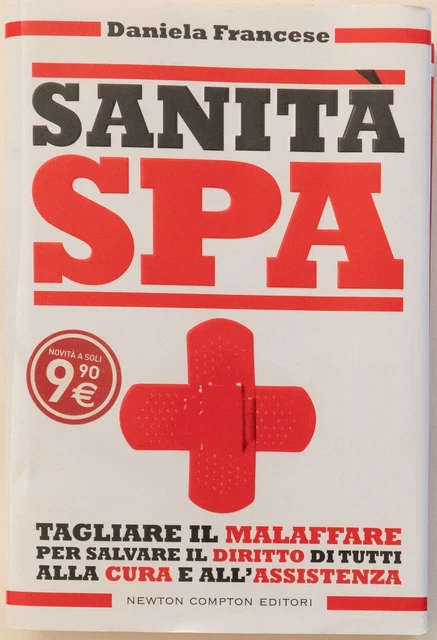 Daniela Francese
SANITÀ
SPA
NOVITÀ A SOLI
9,90
€
TAGLIARE IL MALAFFARE
PER SALVARE IL DIRITTO DI TUTTI
ALLA CURA E ALL'ASSISTENZA
NEWTON COMPTON EDITORI